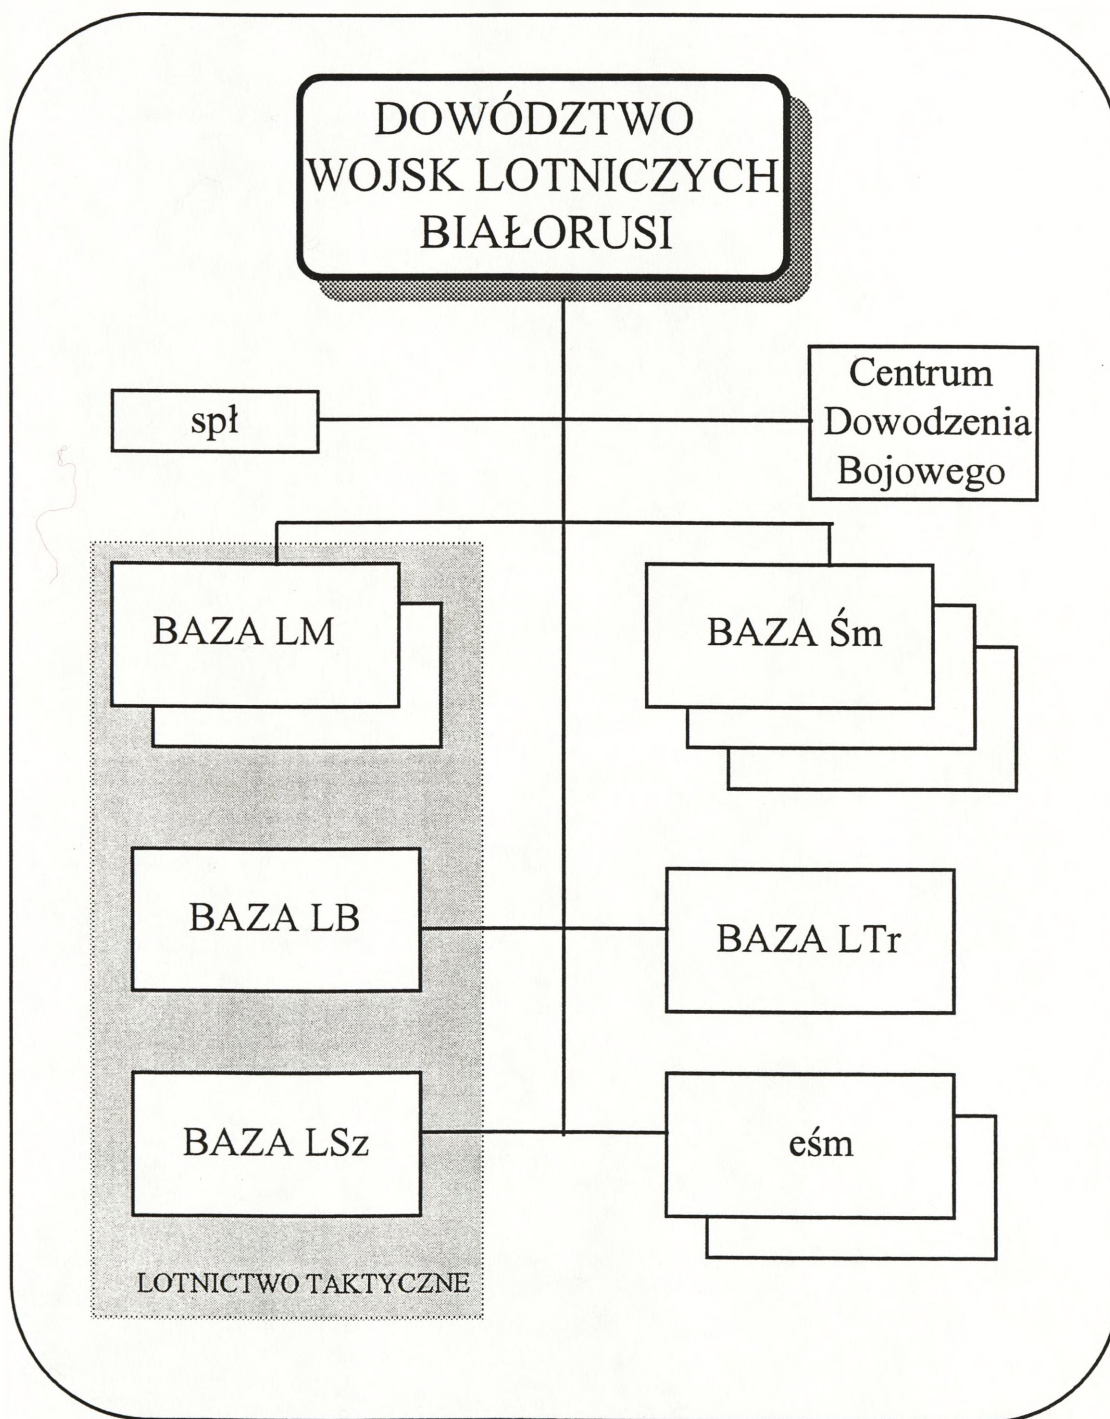 DOWÓDZTWO
WOJSK LOTNICZYCH
BIAŁORUSI
spł
Centrum
Dowodzenia
Bojowego
BAZA LM
BAZA Śm
BAZA LB
BAZA LTr
BAZA LSz
eśm
LOTNICTWO TAKTYCZNE